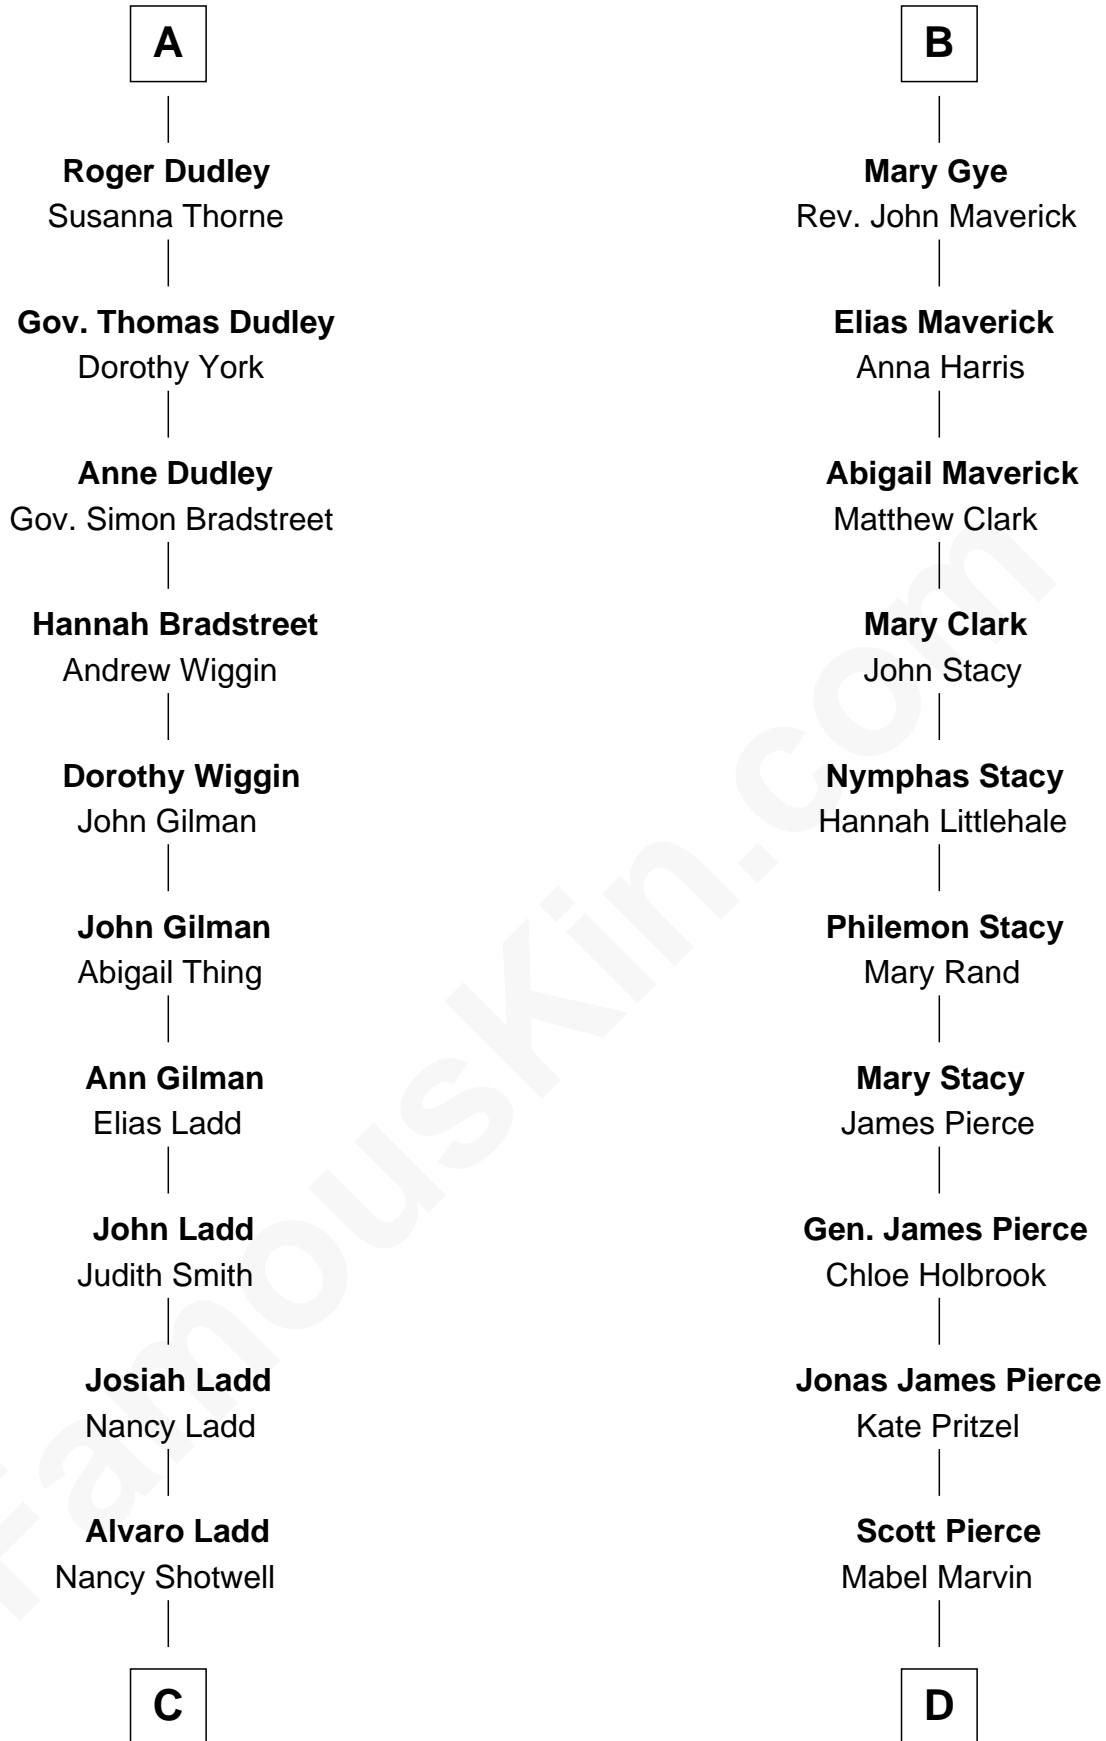 A
Roger Dudley
Susanna Thorne
Gov. Thomas Dudley
Dorothy York
Anne Dudley
Gov. Simon Bradstreet
Hannah Bradstreet
Andrew Wiggin
Dorothy Wiggin
John Gilman
John Gilman
Abigail Thing
Ann Gilman
Elias Ladd
John Ladd
Judith Smith
Josiah Ladd
Nancy Ladd
Alvaro Ladd
Nancy Shotwell
C
B
Mary Gye
Rev. John Maverick
Elias Maverick
Anna Harris
Abigail Maverick
Matthew Clark
Mary Clark
John Stacy
Nymphas Stacy
Hannah Littlehale
Philemon Stacy
Mary Rand
Mary Stacy
James Pierce
Gen. James Pierce
Chloe Holbrook
Jonas James Pierce
Kate Pritzel
Scott Pierce
Mabel Marvin
D
FamousKin.com